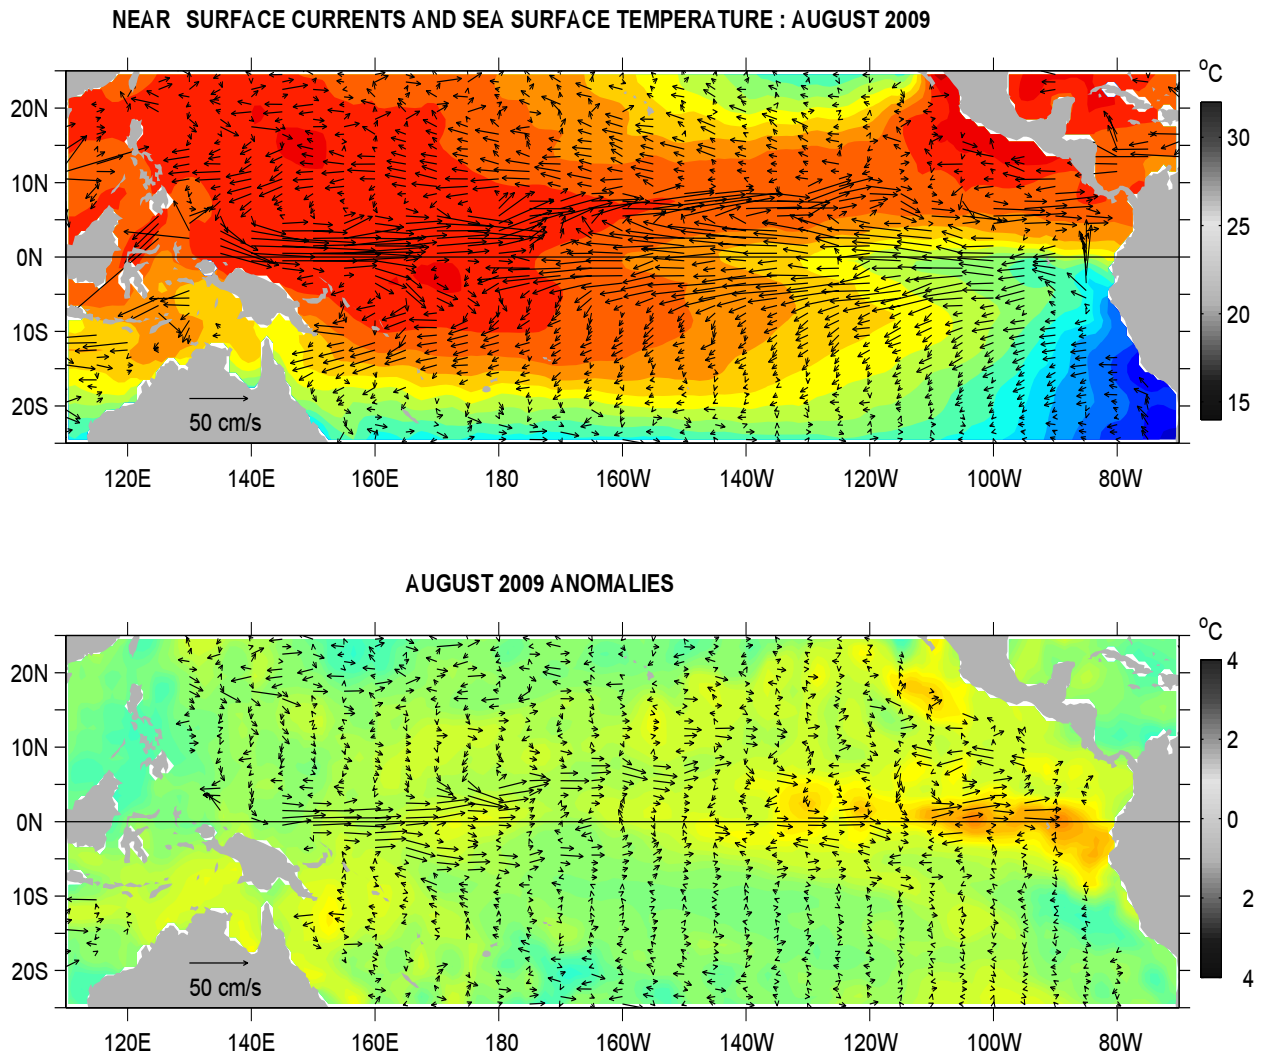 NEAR SURFACE CURRENTS AND SEA SURFACE TEMPERATURE : AUGUST 2009
°C
20N
10N
0N
10S
20S
30
25
20
15
50 cm/s
120E 140E 160E 180 160W 140W 120W 100W 80W
AUGUST 2009 ANOMALIES
°C
20N
10N
0N
10S
20S
4
2
0
2
4
50 cm/s
120E 140E 160E 180 160W 140W 120W 100W 80W